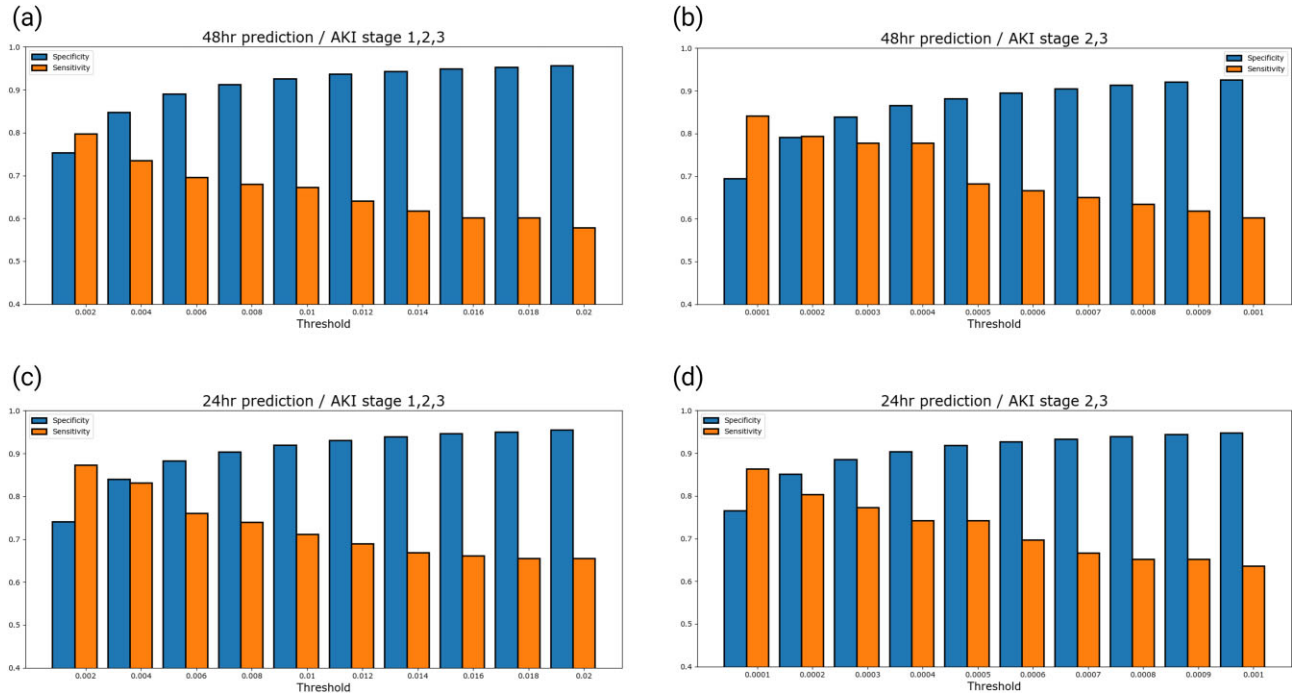 (a)
48hr prediction / AKI stage 1,2,3
Specificity
Sensitivity
1.0
0.9
0.8
0.7
0.6
0.5
0.4
0.002 0.004 0.006 0.008 0.01 0.012 0.014 0.016 0.018 0.02
Threshold
(b)
48hr prediction / AKI stage 2,3
Specificity
Sensitivity
1.0
0.9
0.8
0.7
0.6
0.5
0.4
0.0001 0.0002 0.0003 0.0004 0.0005 0.0006 0.0007 0.0008 0.0009 0.001
Threshold
(c)
24hr prediction / AKI stage 1,2,3
Specificity
Sensitivity
1.0
0.9
0.8
0.7
0.6
0.5
0.4
0.002 0.004 0.006 0.008 0.01 0.012 0.014 0.016 0.018 0.02
Threshold
(d)
24hr prediction / AKI stage 2,3
Specificity
Sensitivity
1.0
0.9
0.8
0.7
0.6
0.5
0.4
0.0001 0.0002 0.0003 0.0004 0.0005 0.0006 0.0007 0.0008 0.0009 0.001
Threshold